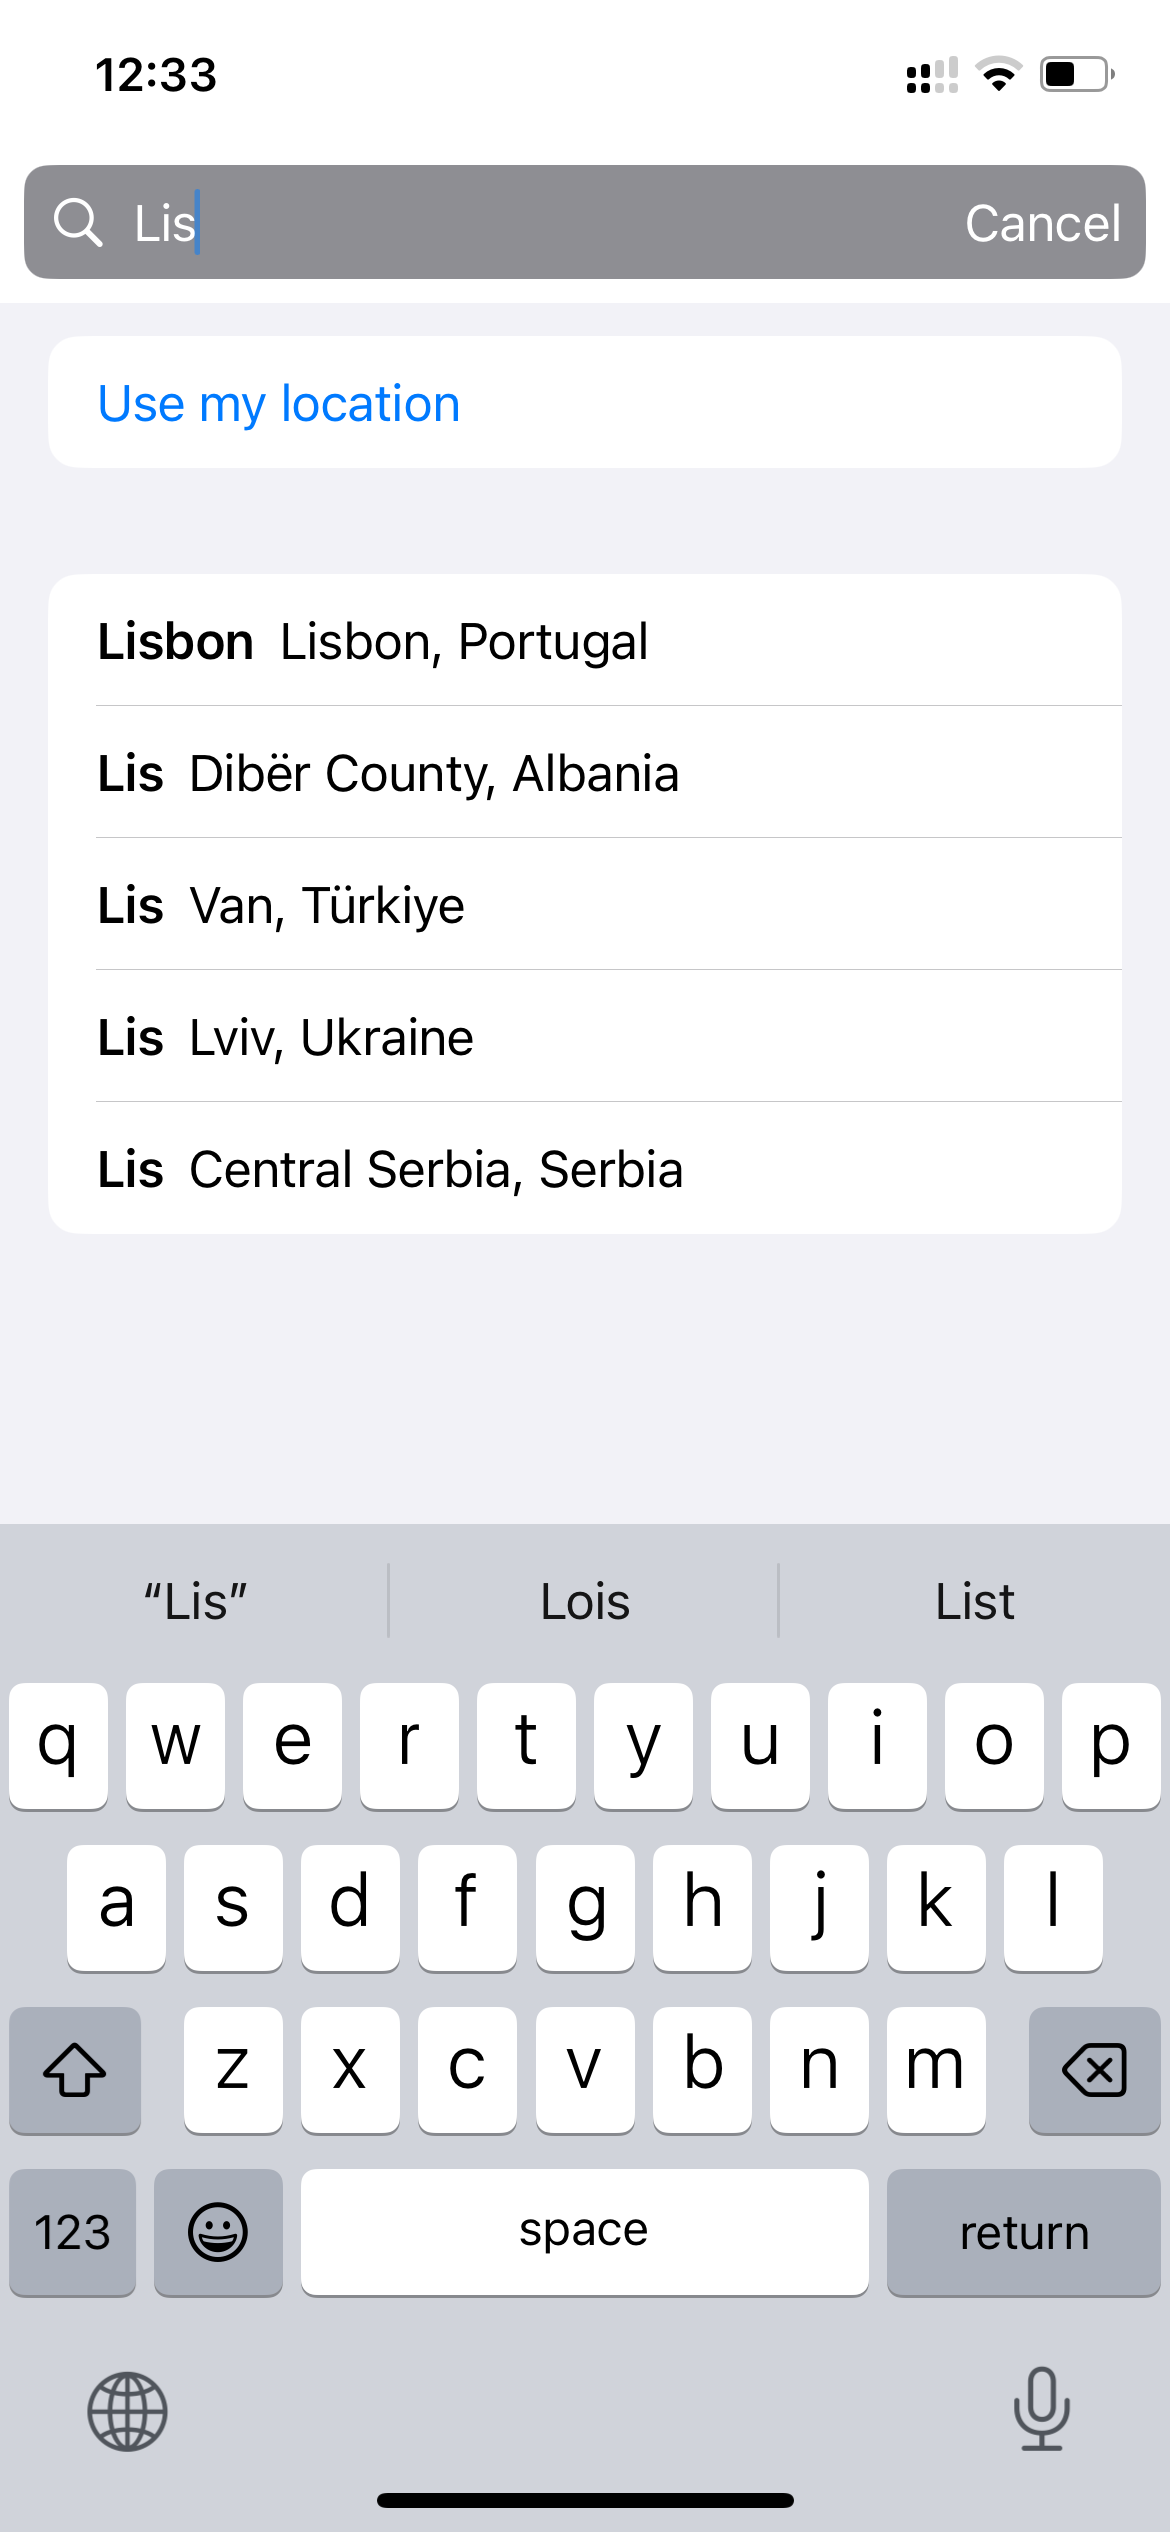 12:33
Lis Cancel
Use my location
Lisbon Lisbon, Portugal
Lis Dibër County, Albania
Lis Van, Türkiye
Lis Lviv, Ukraine
Lis Central Serbia, Serbia
“Lis” Lois List
q w e r t y u i o p
a s d f g h j k l
z x c v b n m
123 space return